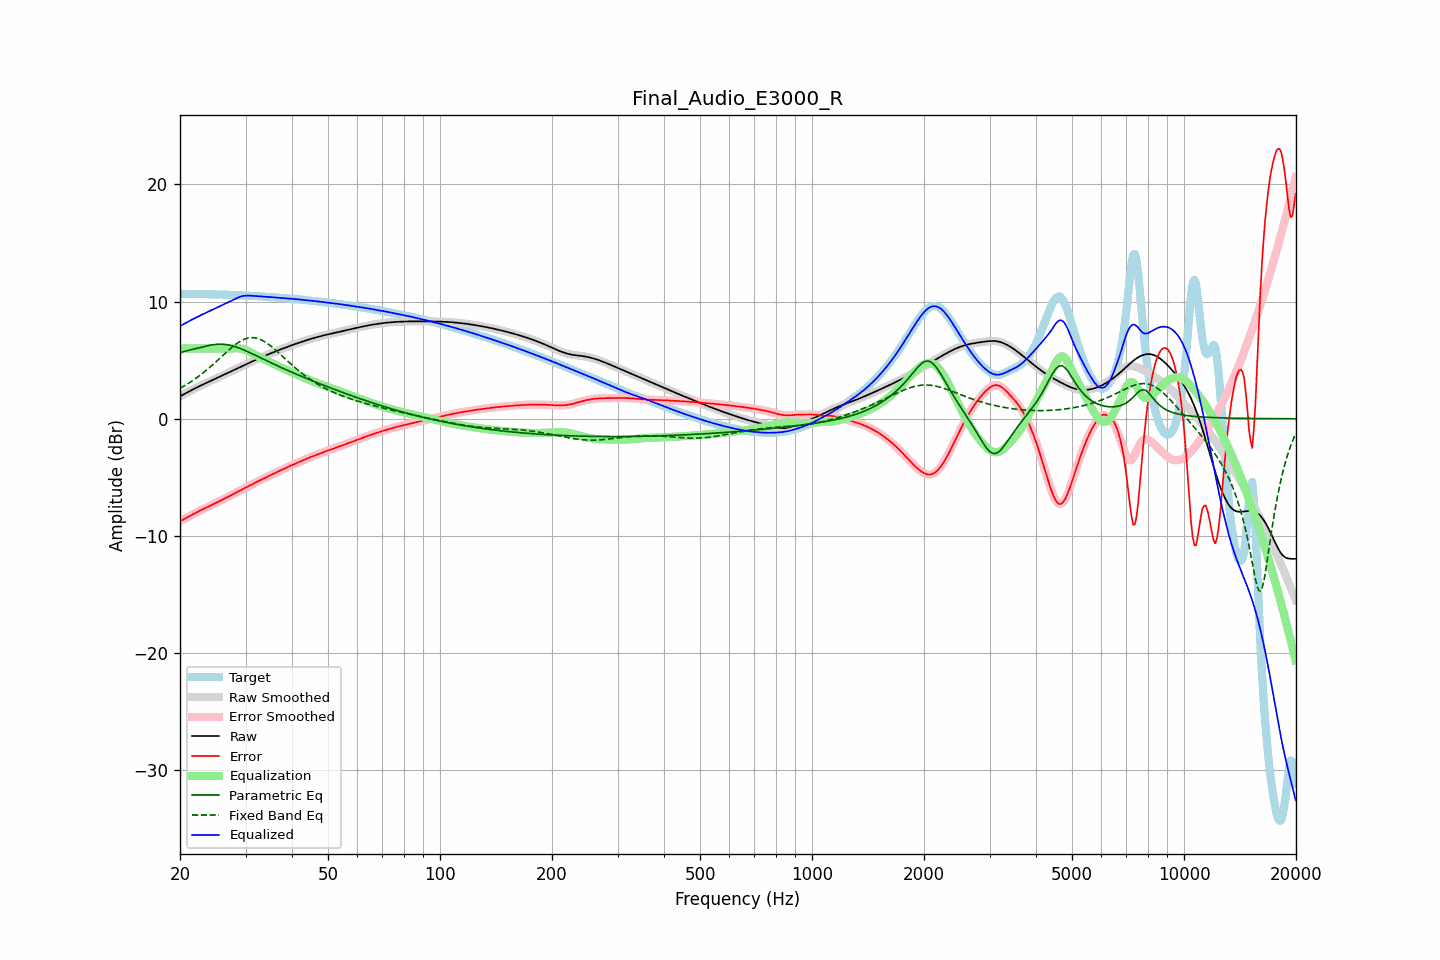 Final_Audio_E3000_R
Amplitude (dBr)
20
10
0
−10
−20
−30
Target
Raw Smoothed
Error Smoothed
Raw
Error
Equalization
Parametric Eq
Fixed Band Eq
Equalized
20 50 100 200 500 1000 2000 5000 10000 20000
Frequency (Hz)